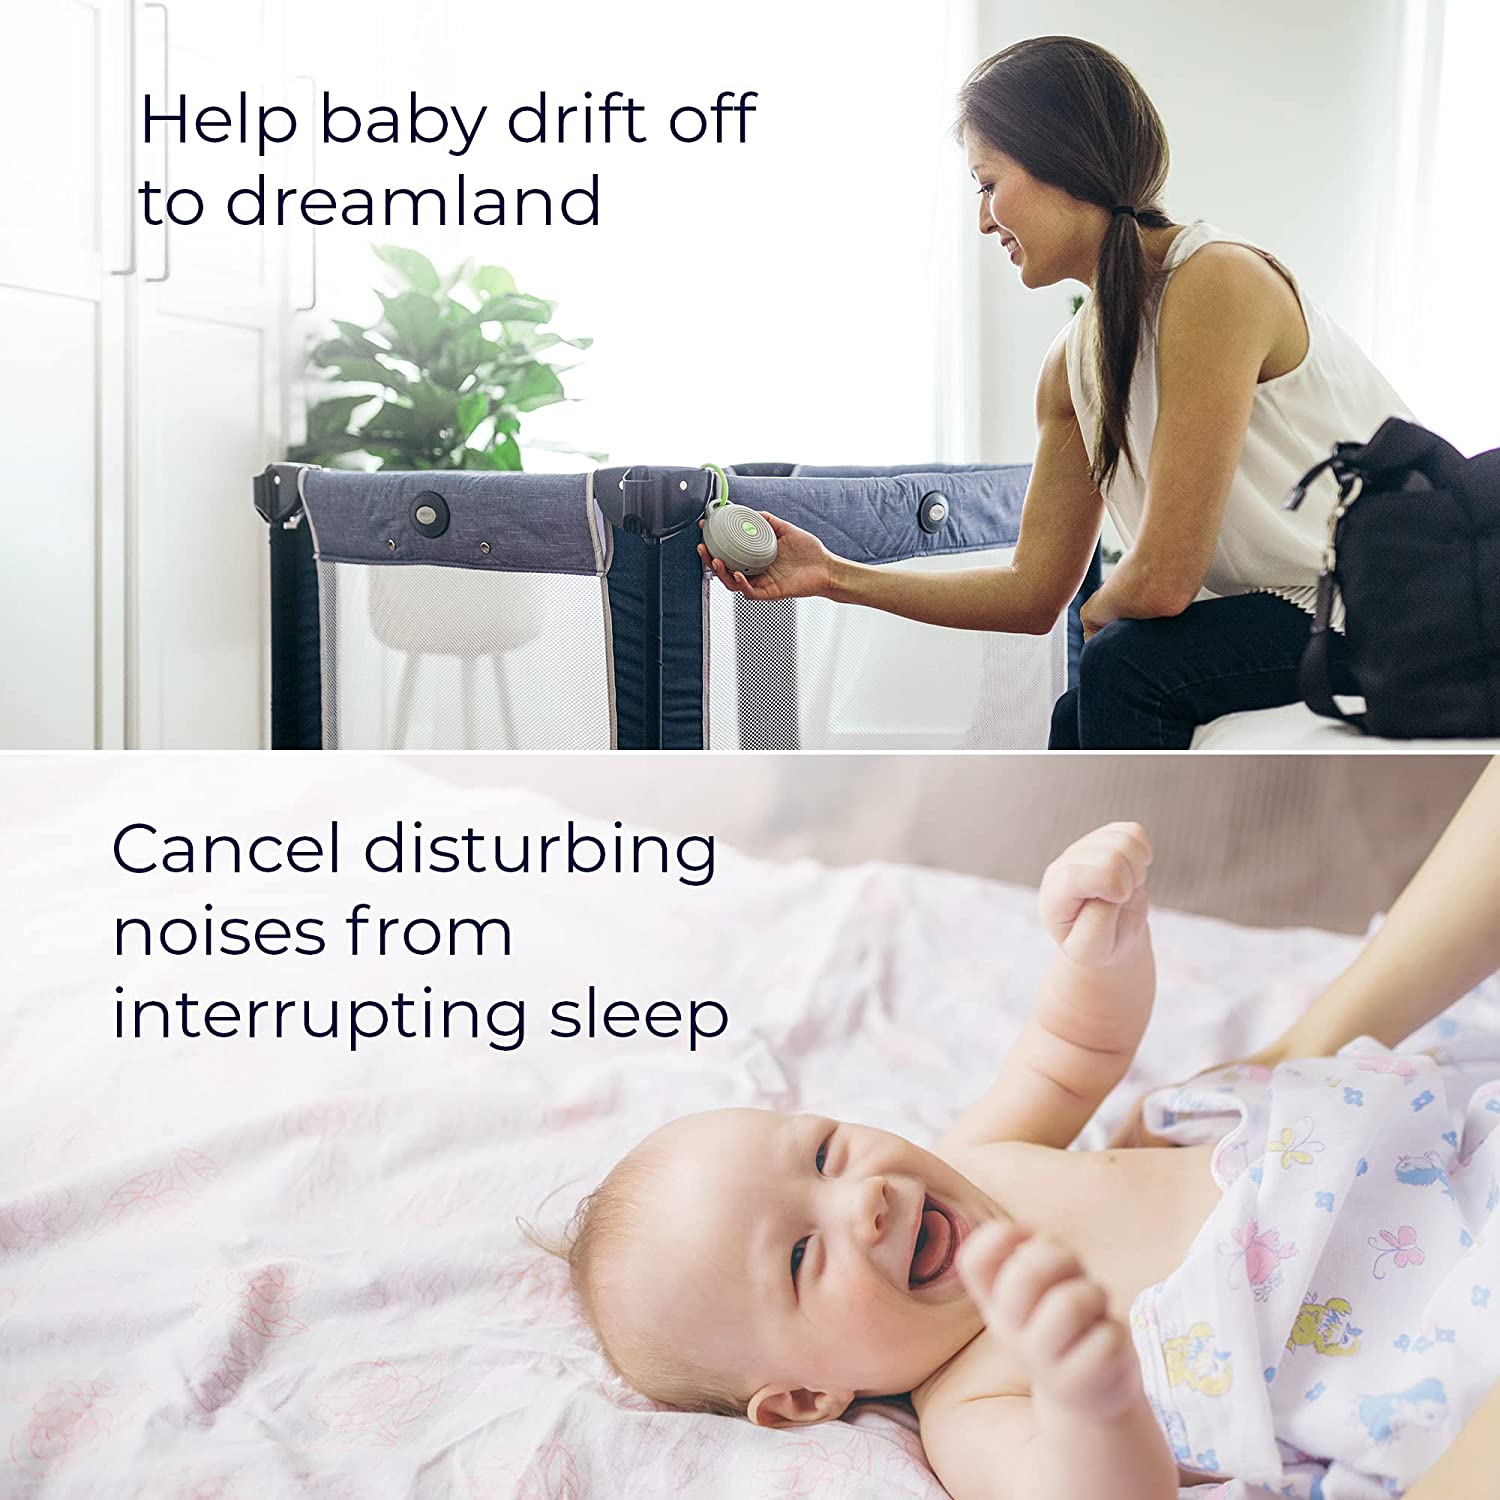 Help baby drift off
to dreamland
Cancel disturbing
noises from
interrupting sleep